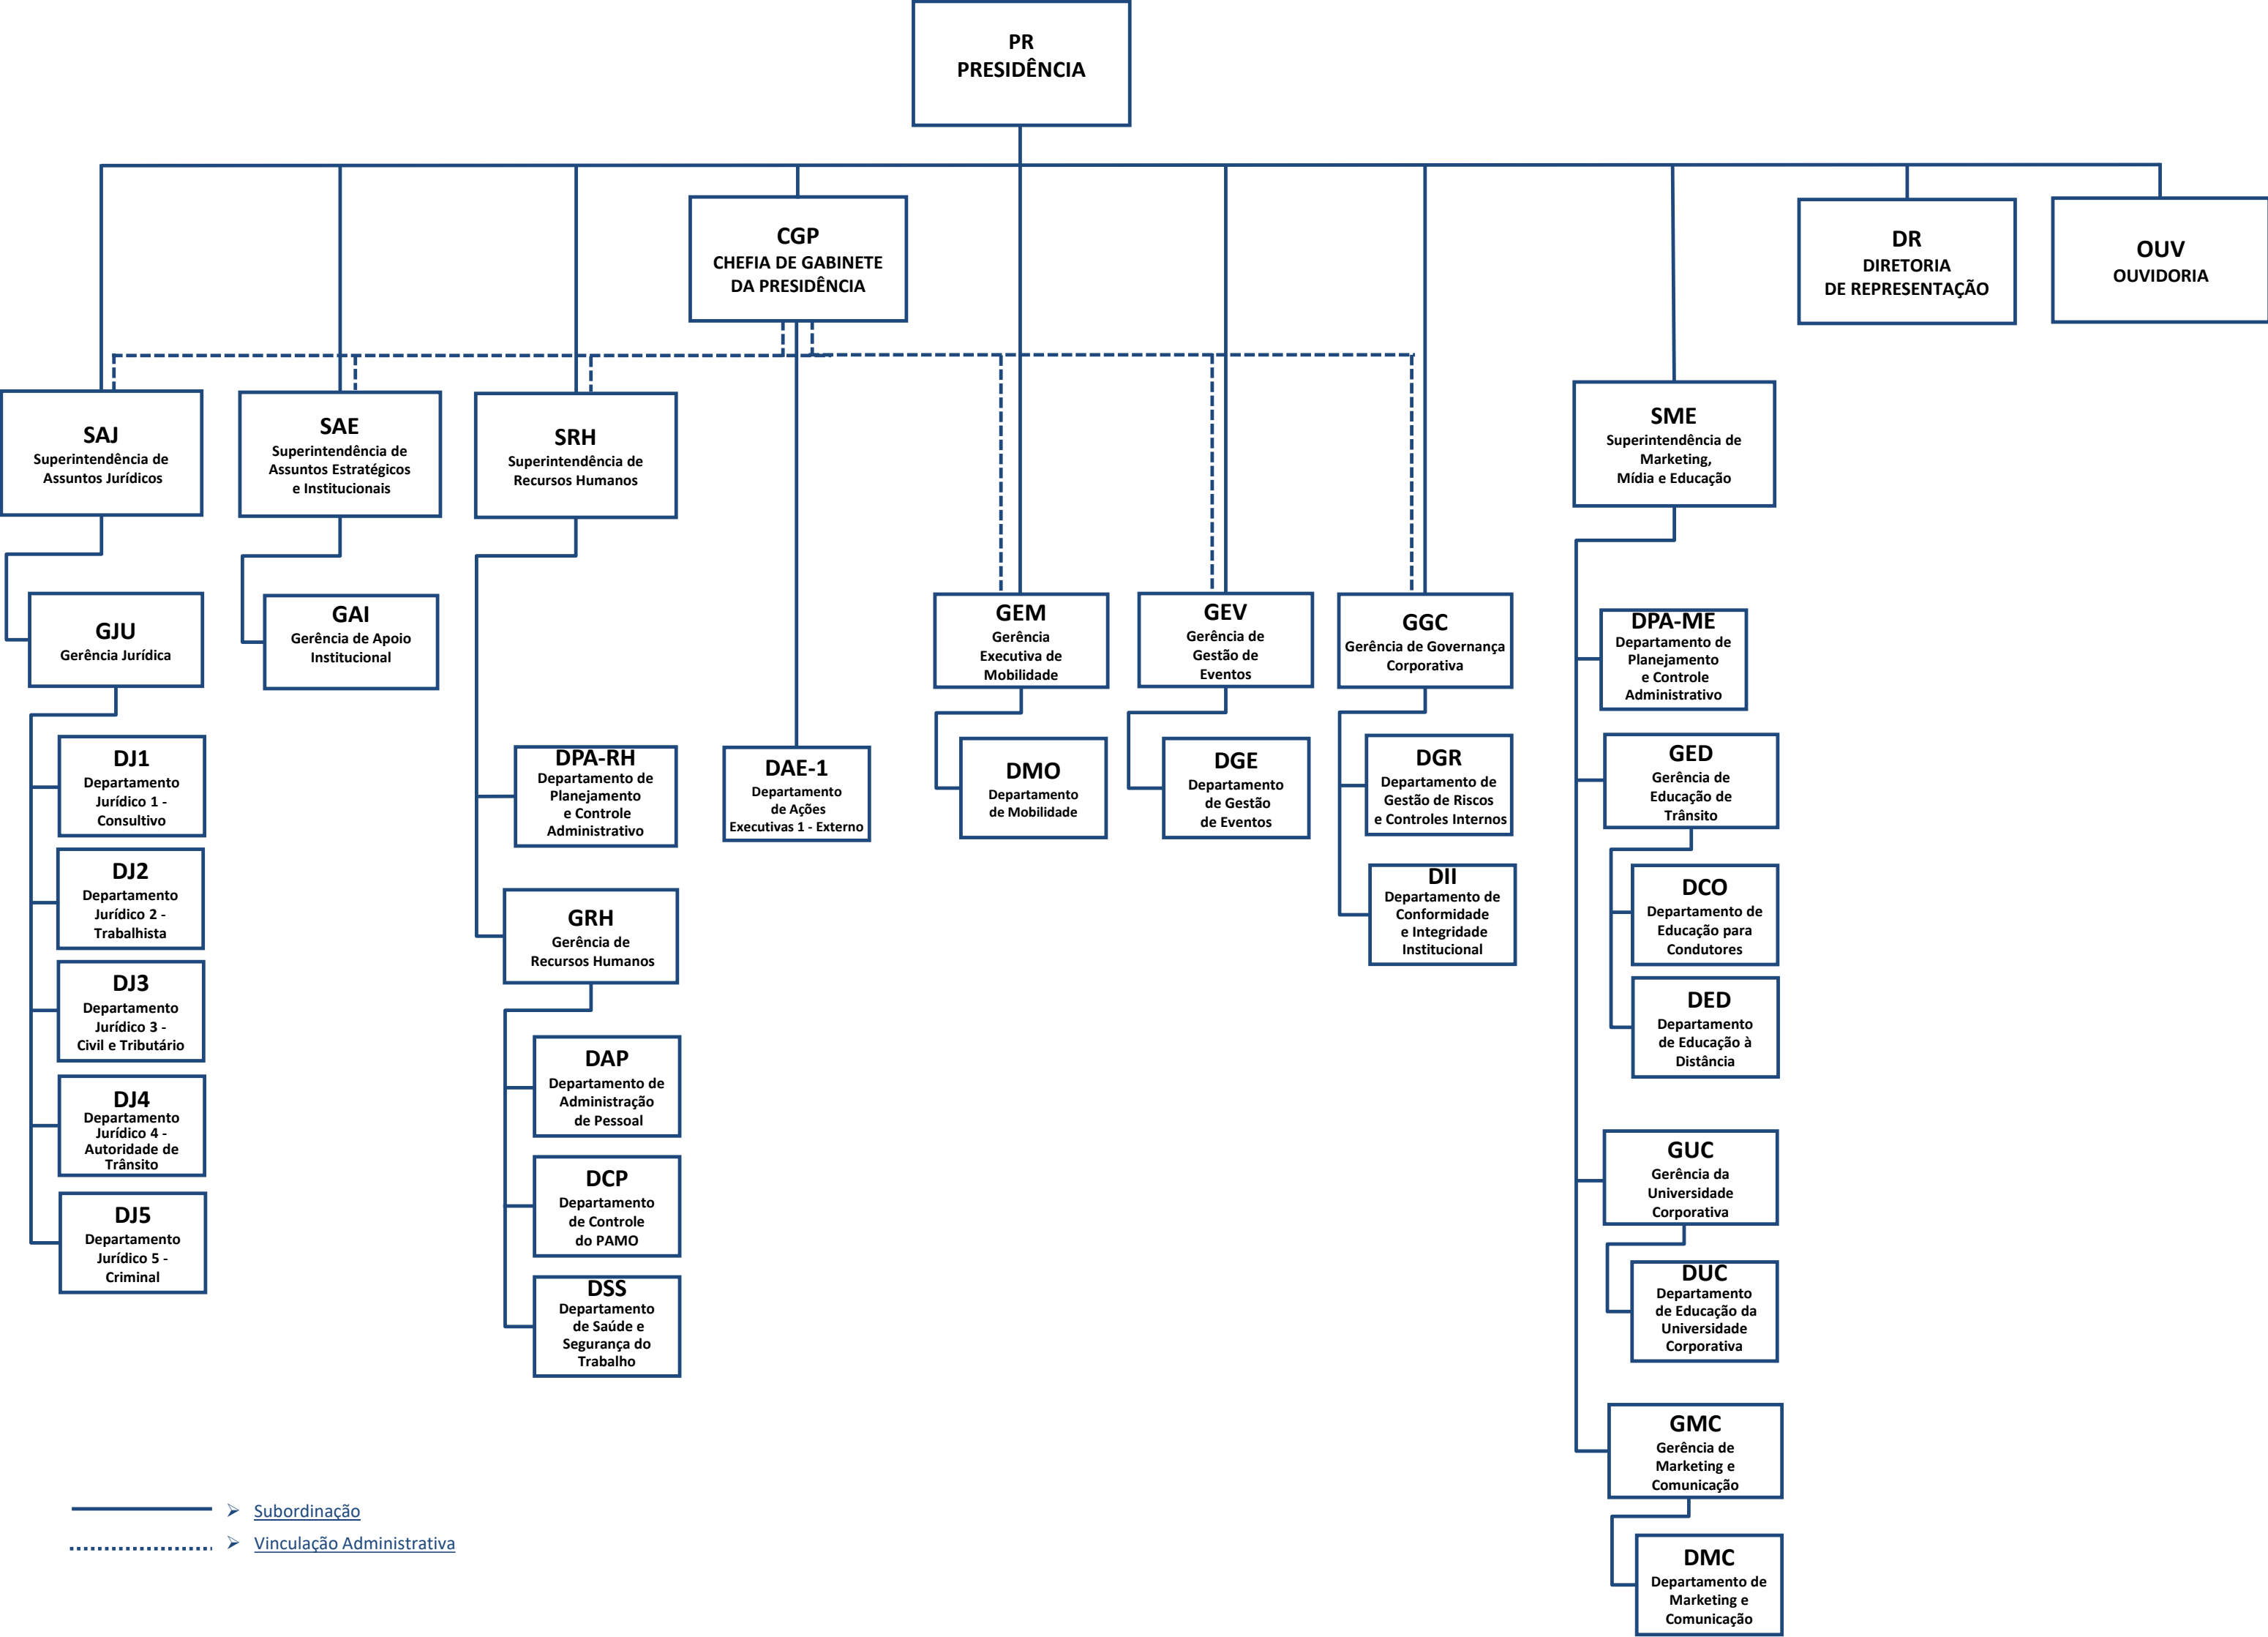 PR
PRESIDÊNCIA
CGP
CHEFIA DE GABINETE
DA PRESIDÊNCIA
DR
DIRETORIA
DE REPRESENTAÇÃO
OUV
OUVIDORIA
SAJ
Superintendência de
Assuntos Jurídicos
SAE
Superintendência de
Assuntos Estratégicos
e Institucionais
SRH
Superintendência de
Recursos Humanos
SME
Superintendência de
Marketing,
Mídia e Educação
GJU
Gerência Jurídica
GAI
Gerência de Apoio
Institucional
GEM
Gerência
Executiva de
Mobilidade
GEV
Gerência de
Gestão de
Eventos
GGC
Gerência de Governança
Corporativa
DPA-ME
Departamento de
Planejamento
e Controle
Administrativo
DJ1
Departamento
Jurídico 1 -
Consultivo
DPA-RH
Departamento de
Planejamento
e Controle
Administrativo
DAE-1
Departamento
de Ações
Executivas 1 - Externo
DMO
Departamento
de Mobilidade
DGE
Departamento
de Gestão
de Eventos
DGR
Departamento de
Gestão de Riscos
e Controles Internos
GED
Gerência de
Educação de
Trânsito
DJ2
Departamento
Jurídico 2 -
Trabalhista
GRH
Gerência de
Recursos Humanos
DII
Departamento de
Conformidade
e Integridade
Institucional
DCO
Departamento de
Educação para
Condutores
DJ3
Departamento
Jurídico 3 -
Civil e Tributário
DED
Departamento
de Educação à
Distância
DAP
Departamento de
Administração
de Pessoal
DJ4
Departamento
Jurídico 4 -
Autoridade de
Trânsito
GUC
Gerência da
Universidade
Corporativa
DCP
Departamento
de Controle
do PAMO
DJ5
Departamento
Jurídico 5 -
Criminal
DUC
Departamento
de Educação da
Universidade
Corporativa
DSS
Departamento
de Saúde e
Segurança do
Trabalho
GMC
Gerência de
Marketing e
Comunicação
DMC
Departamento de
Marketing e
Comunicação
Subordinação
Vinculação Administrativa